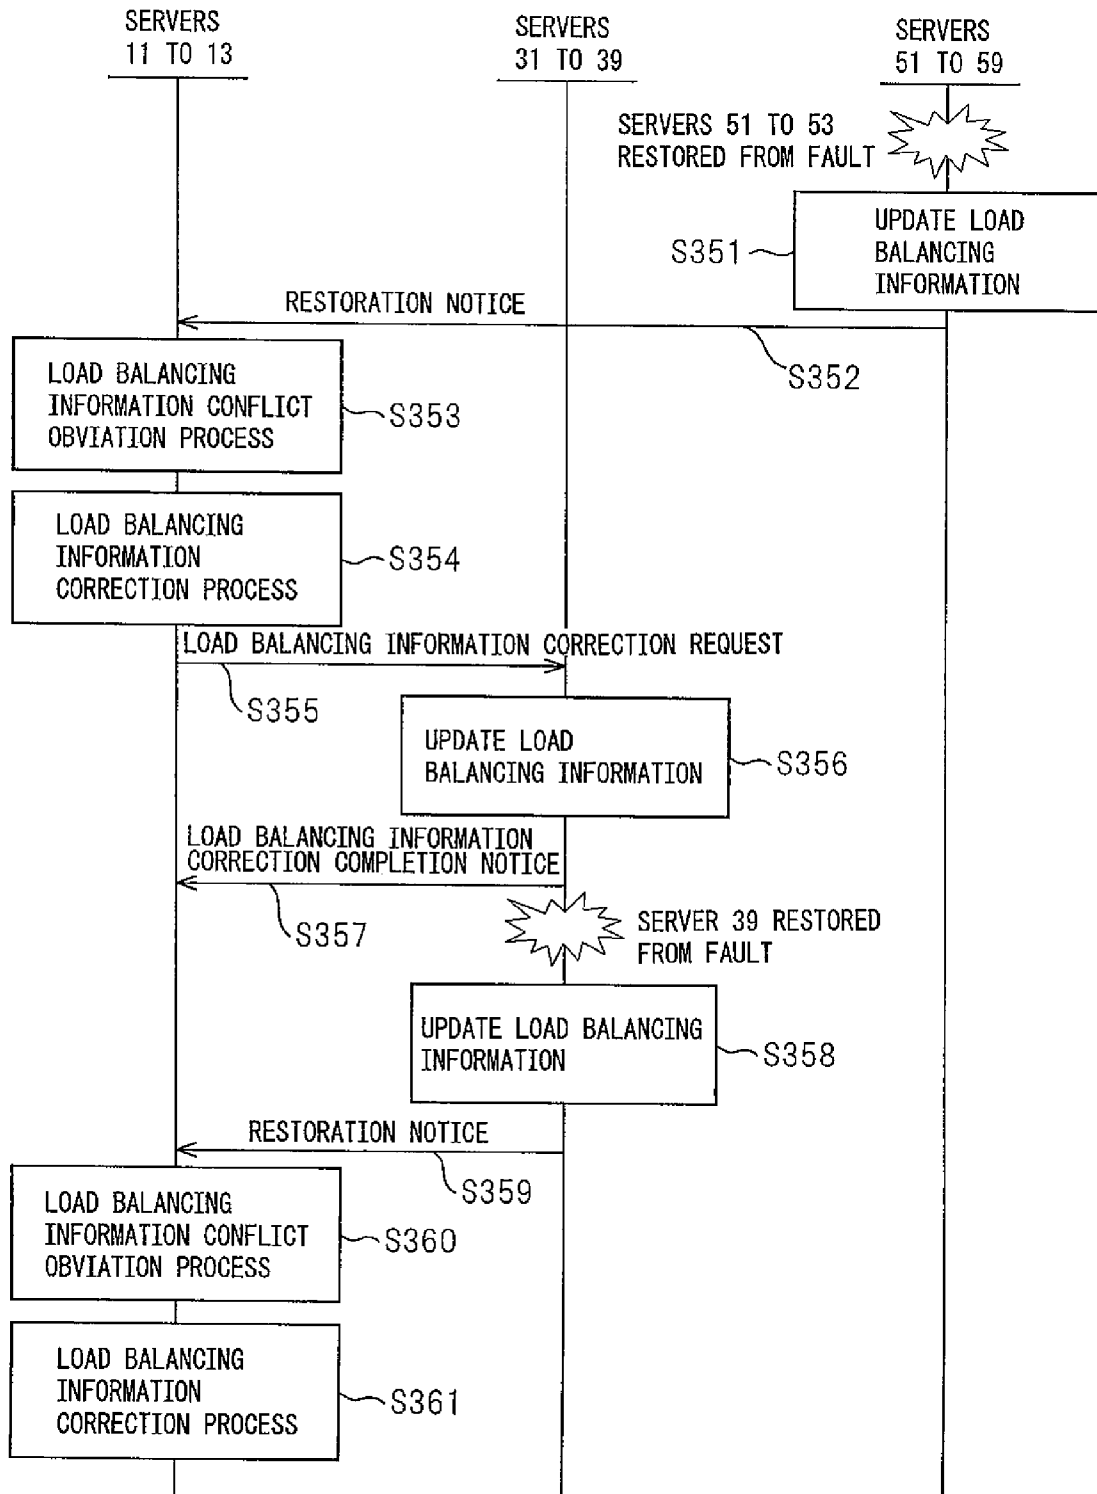 SERVERS
11 TO 13
SERVERS
31 TO 39
SERVERS
51 TO 59
SERVERS 51 TO 53
RESTORED FROM FAULT
UPDATE LOAD
BALANCING
INFORMATION
S351
RESTORATION NOTICE
S352
LOAD BALANCING
INFORMATION CONFLICT
OBVIATION PROCESS
S353
LOAD BALANCING
INFORMATION
CORRECTION PROCESS
S354
LOAD BALANCING INFORMATION CORRECTION REQUEST
S355
UPDATE LOAD
BALANCING INFORMATION
S356
LOAD BALANCING INFORMATION
CORRECTION COMPLETION NOTICE
S357
SERVER 39 RESTORED
FROM FAULT
UPDATE LOAD BALANCING
INFORMATION
S358
RESTORATION NOTICE
S359
LOAD BALANCING
INFORMATION CONFLICT
OBVIATION PROCESS
S360
LOAD BALANCING
INFORMATION
CORRECTION PROCESS
S361